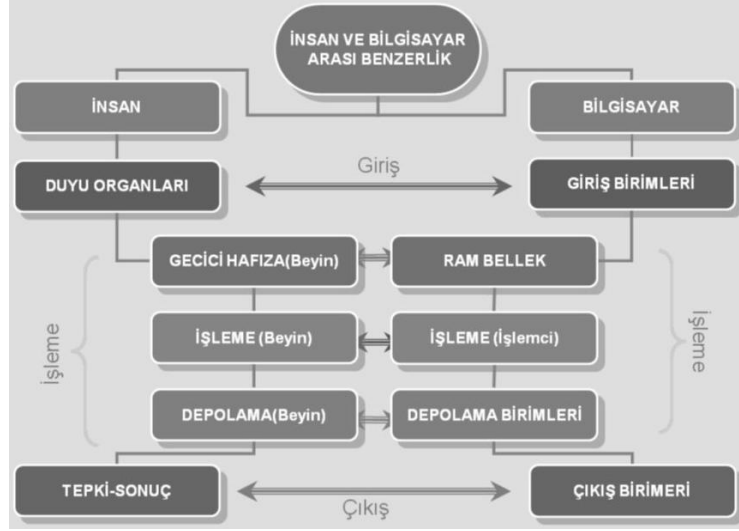 İNSAN VE BİLGİSAYAR
ARASI BENZERLİK
İNSAN
BİLGİSAYAR
DUYU ORGANLARI
Giriş
GİRİŞ BİRİMLERİ
GECİCİ HAFIZA(Beyin)
RAM BELLEK
İşleme
İŞLEME (Beyin)
İŞLEME (İşlemci)
İşleme
DEPOLAMA(Beyin)
DEPOLAMA BİRİMLERİ
TEPKİ-SONUÇ
Çıkış
ÇIKIŞ BİRİMERİ